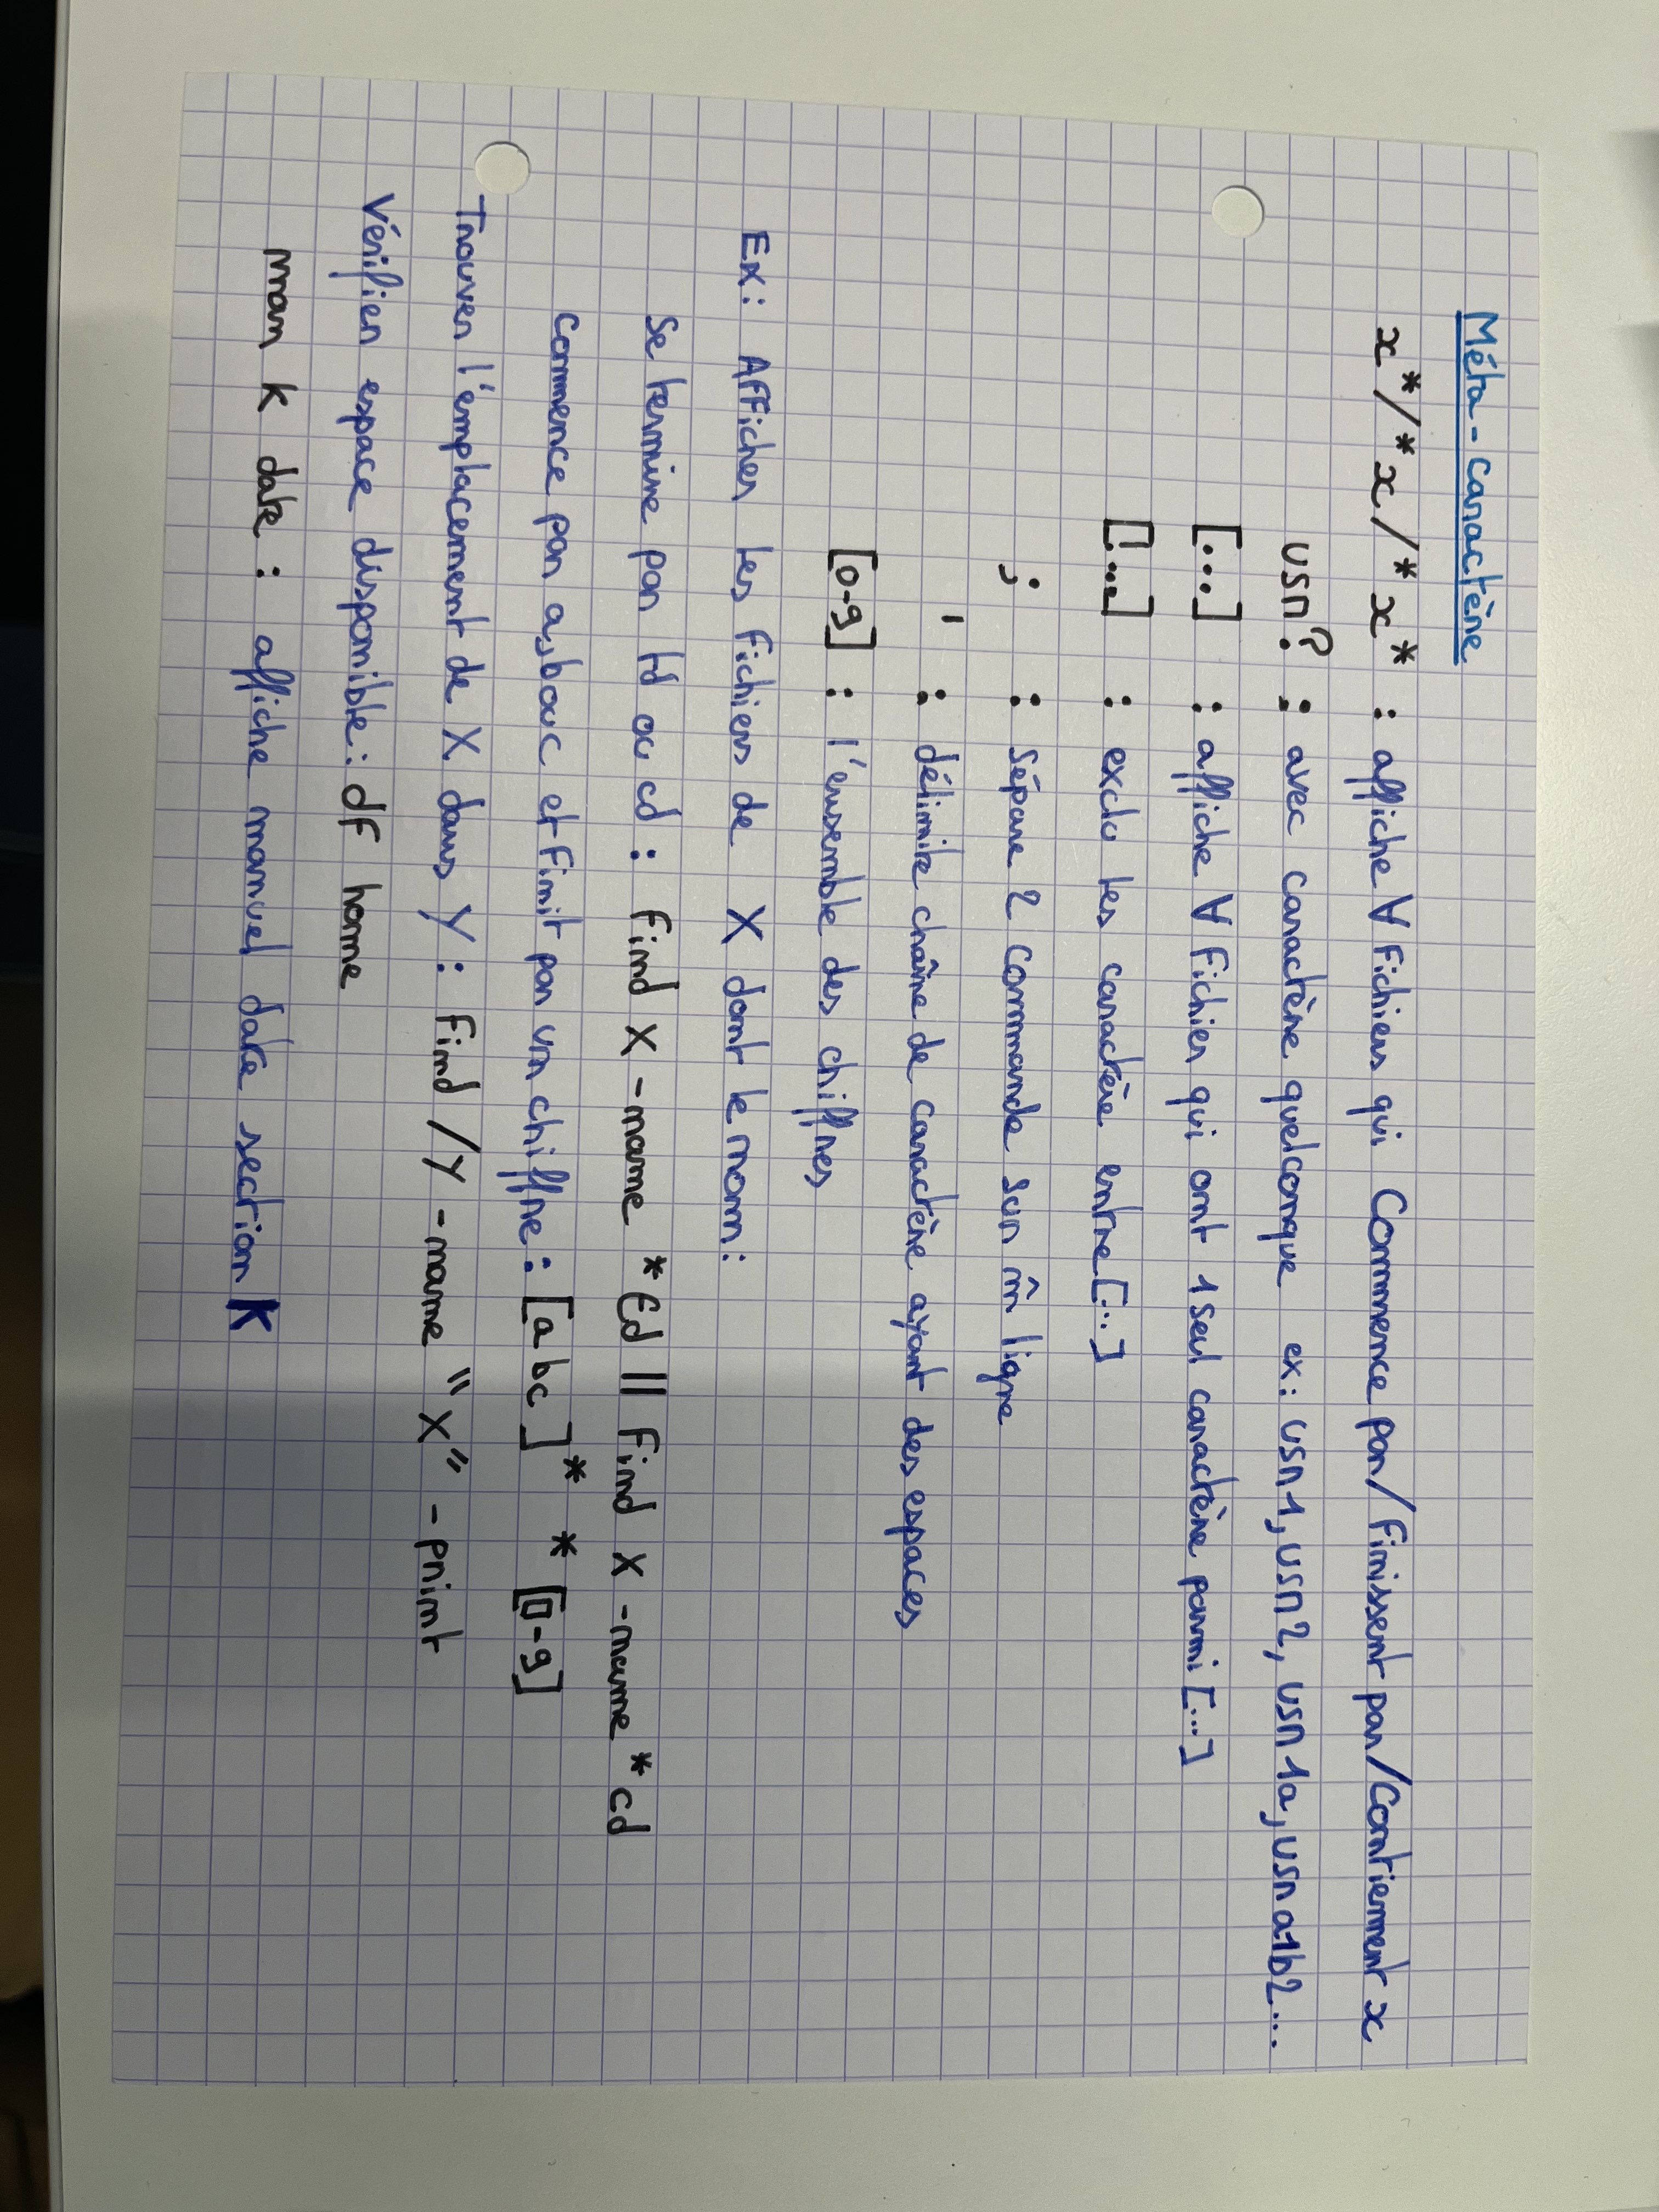 Méta-caractère
x*/*x/*x* : affiche ∀ fichiers qui Commence par/finissent par/Contiennent x
usr? : avec caractère quelconque ex: usr1, usr2, usr1a, usra1b2...
[...] : affiche ∀ fichier qui ont 1 seul caractère parmi [...]
[!...] : exclu les caractère entre [...]
; : Sépare 2 commande sur m̂ ligne
' : délimite chaîne de caractère ayant des espaces
[0-9] : l'ensemble des chiffres
Ex: Afficher les fichiers de X dont le nom:
Se termine par td ou cd : find X -name *td || find X -name *cd
Commence par a,b ou c et finit par un chiffre : [abc]* *[0-9]
Trouver l'emplacement de X dans Y : find /Y -name "X" -print
Vérifier espace disponible : df home
man K date : affiche manuel date section K